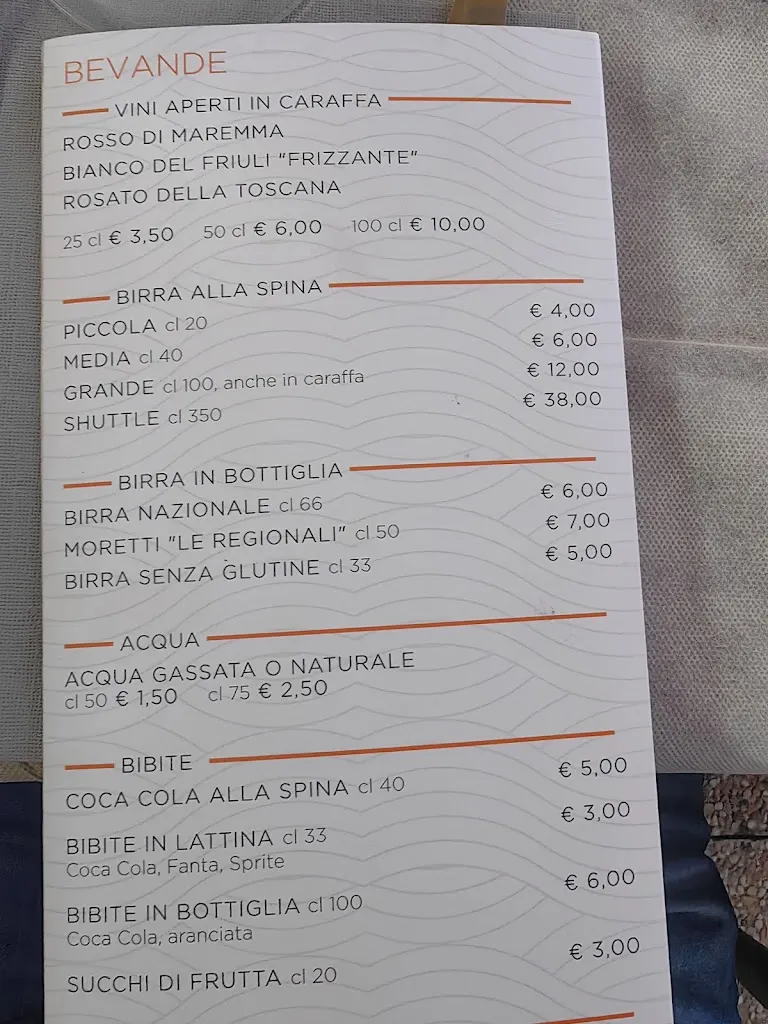 BEVANDE
VINI APERTI IN CARAFFA
ROSSO DI MAREMMA
BIANCO DEL FRIULI "FRIZZANTE"
ROSATO DELLA TOSCANA
25 cl € 3,50 50 cl € 6,00 100 cl € 10,00
BIRRA ALLA SPINA
PICCOLA cl 20 € 4,00
MEDIA cl 40 € 6,00
GRANDE cl 100, anche in caraffa € 12,00
SHUTTLE cl 350 € 38,00
BIRRA IN BOTTIGLIA
BIRRA NAZIONALE cl 66 € 6,00
MORETTI "LE REGIONALI" cl 50 € 7,00
BIRRA SENZA GLUTINE cl 33 € 5,00
ACQUA
ACQUA GASSATA O NATURALE
cl 50 € 1,50 cl 75 € 2,50
BIBITE
COCA COLA ALLA SPINA cl 40 € 5,00
BIBITE IN LATTINA cl 33 € 3,00
Coca Cola, Fanta, Sprite
BIBITE IN BOTTIGLIA cl 100 € 6,00
Coca Cola, aranciata
SUCCHI DI FRUTTA cl 20 € 3,00